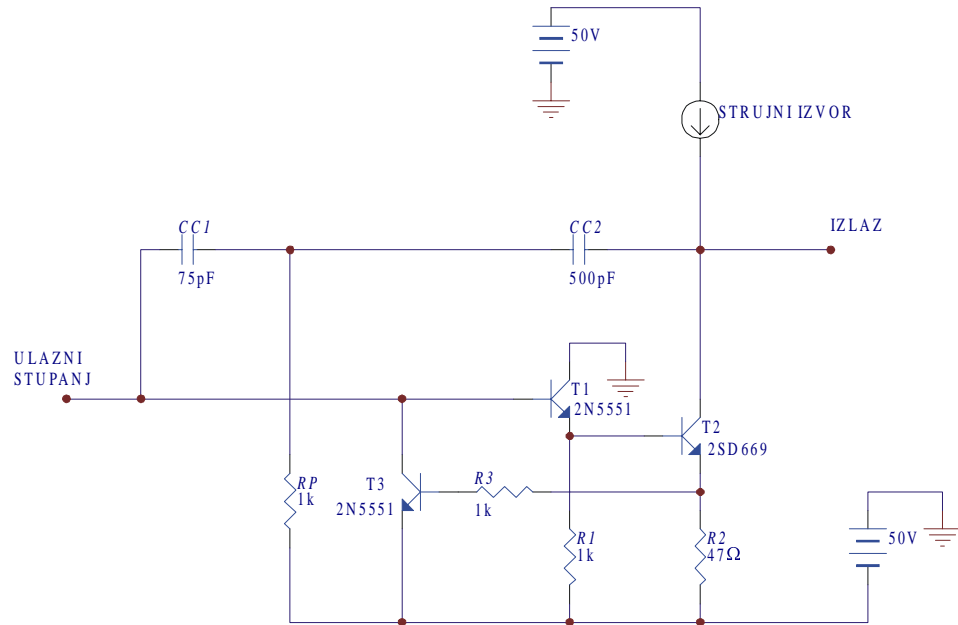 50V
STRUJNI IZVOR
CC1
75pF
CC2
500pF
IZLAZ
ULAZNI
STUPANJ
T1
2N5551
T2
2SD669
RP
1k
T3
2N5551
R3
1k
R1
1k
R2
47Ω
50V